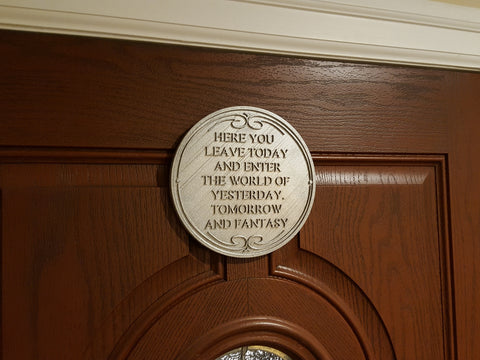 HERE YOU
LEAVE TODAY
AND ENTER
THE WORLD OF
YESTERDAY.
TOMORROW
AND FANTASY